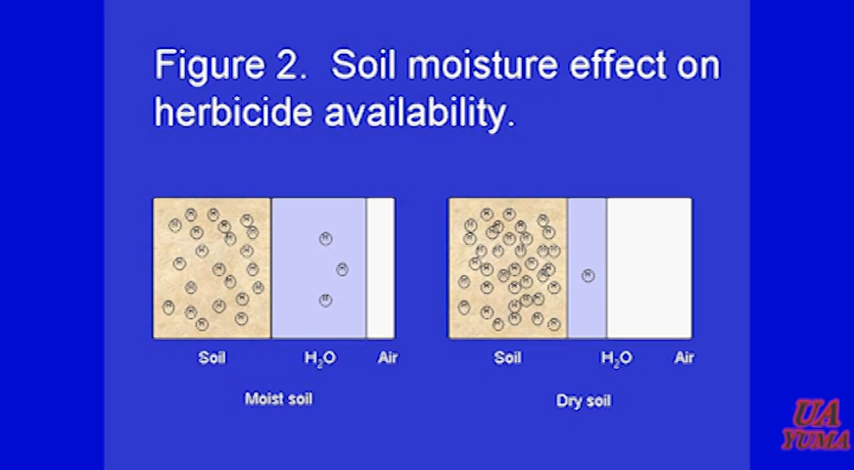 Figure 2. Soil moisture effect on
herbicide availability.
Soil H₂O Air
Soil H₂O Air
Moist soil
Dry soil
UA
YUMA